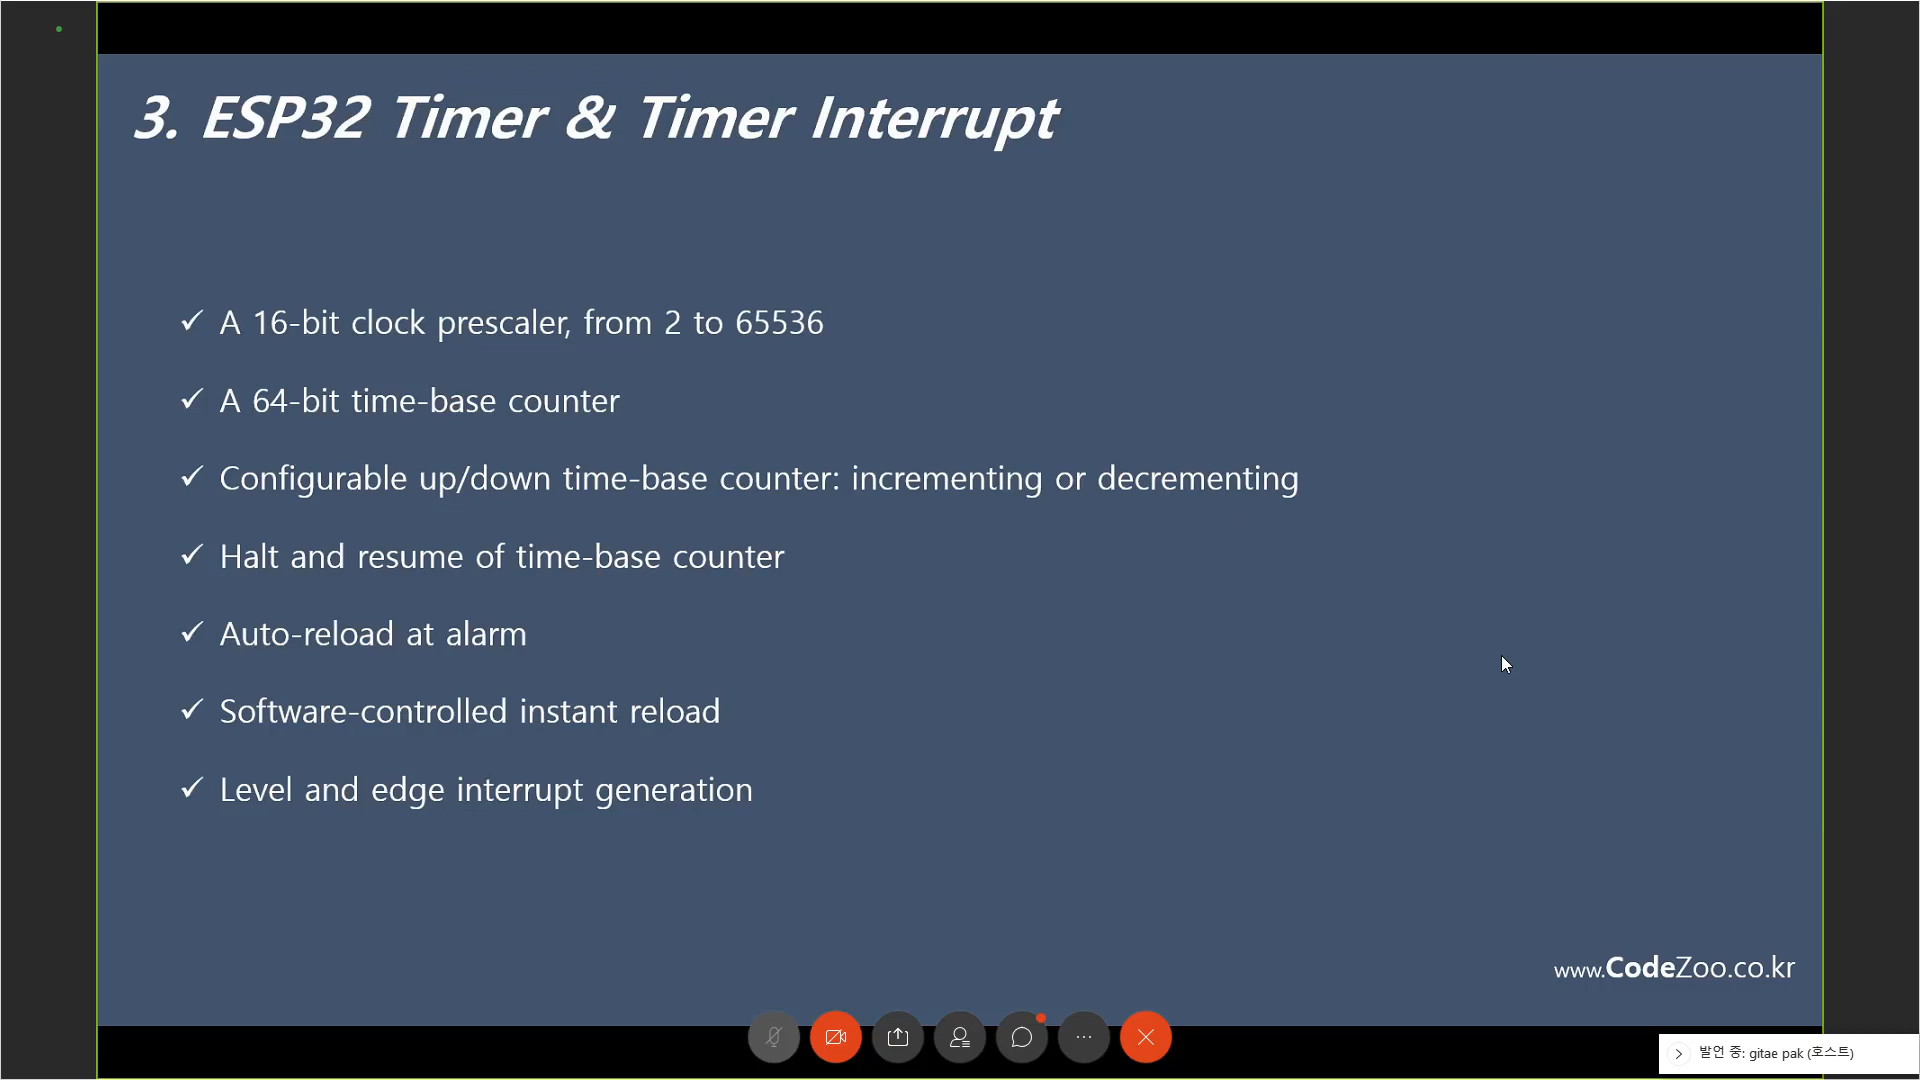 3. ESP32 Timer & Timer Interrupt
✓ A 16-bit clock prescaler, from 2 to 65536
✓ A 64-bit time-base counter
✓ Configurable up/down time-base counter: incrementing or decrementing
✓ Halt and resume of time-base counter
✓ Auto-reload at alarm
✓ Software-controlled instant reload
✓ Level and edge interrupt generation
www.CodeZoo.co.kr
발언 중: gitae pak (호스트)